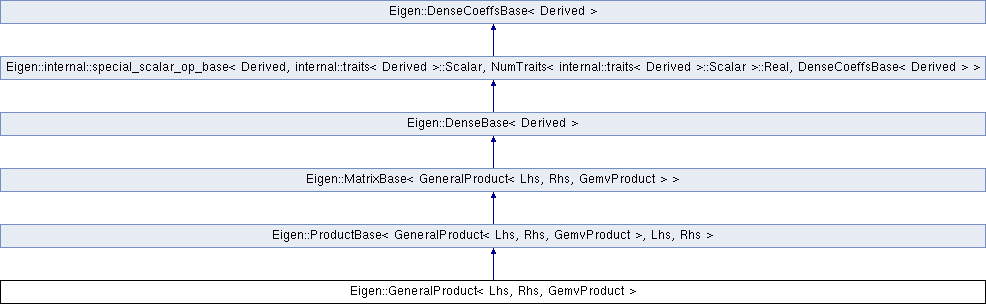 Eigen::DenseCoeffsBase< Derived >
Eigen::internal::special_scalar_op_base< Derived, internal::traits< Derived >::Scalar, NumTraits< internal::traits< Derived >::Scalar >::Real, DenseCoeffsBase< Derived > >
Eigen::DenseBase< Derived >
Eigen::MatrixBase< GeneralProduct< Lhs, Rhs, GemvProduct > >
Eigen::ProductBase< GeneralProduct< Lhs, Rhs, GemvProduct >, Lhs, Rhs >
Eigen::GeneralProduct< Lhs, Rhs, GemvProduct >